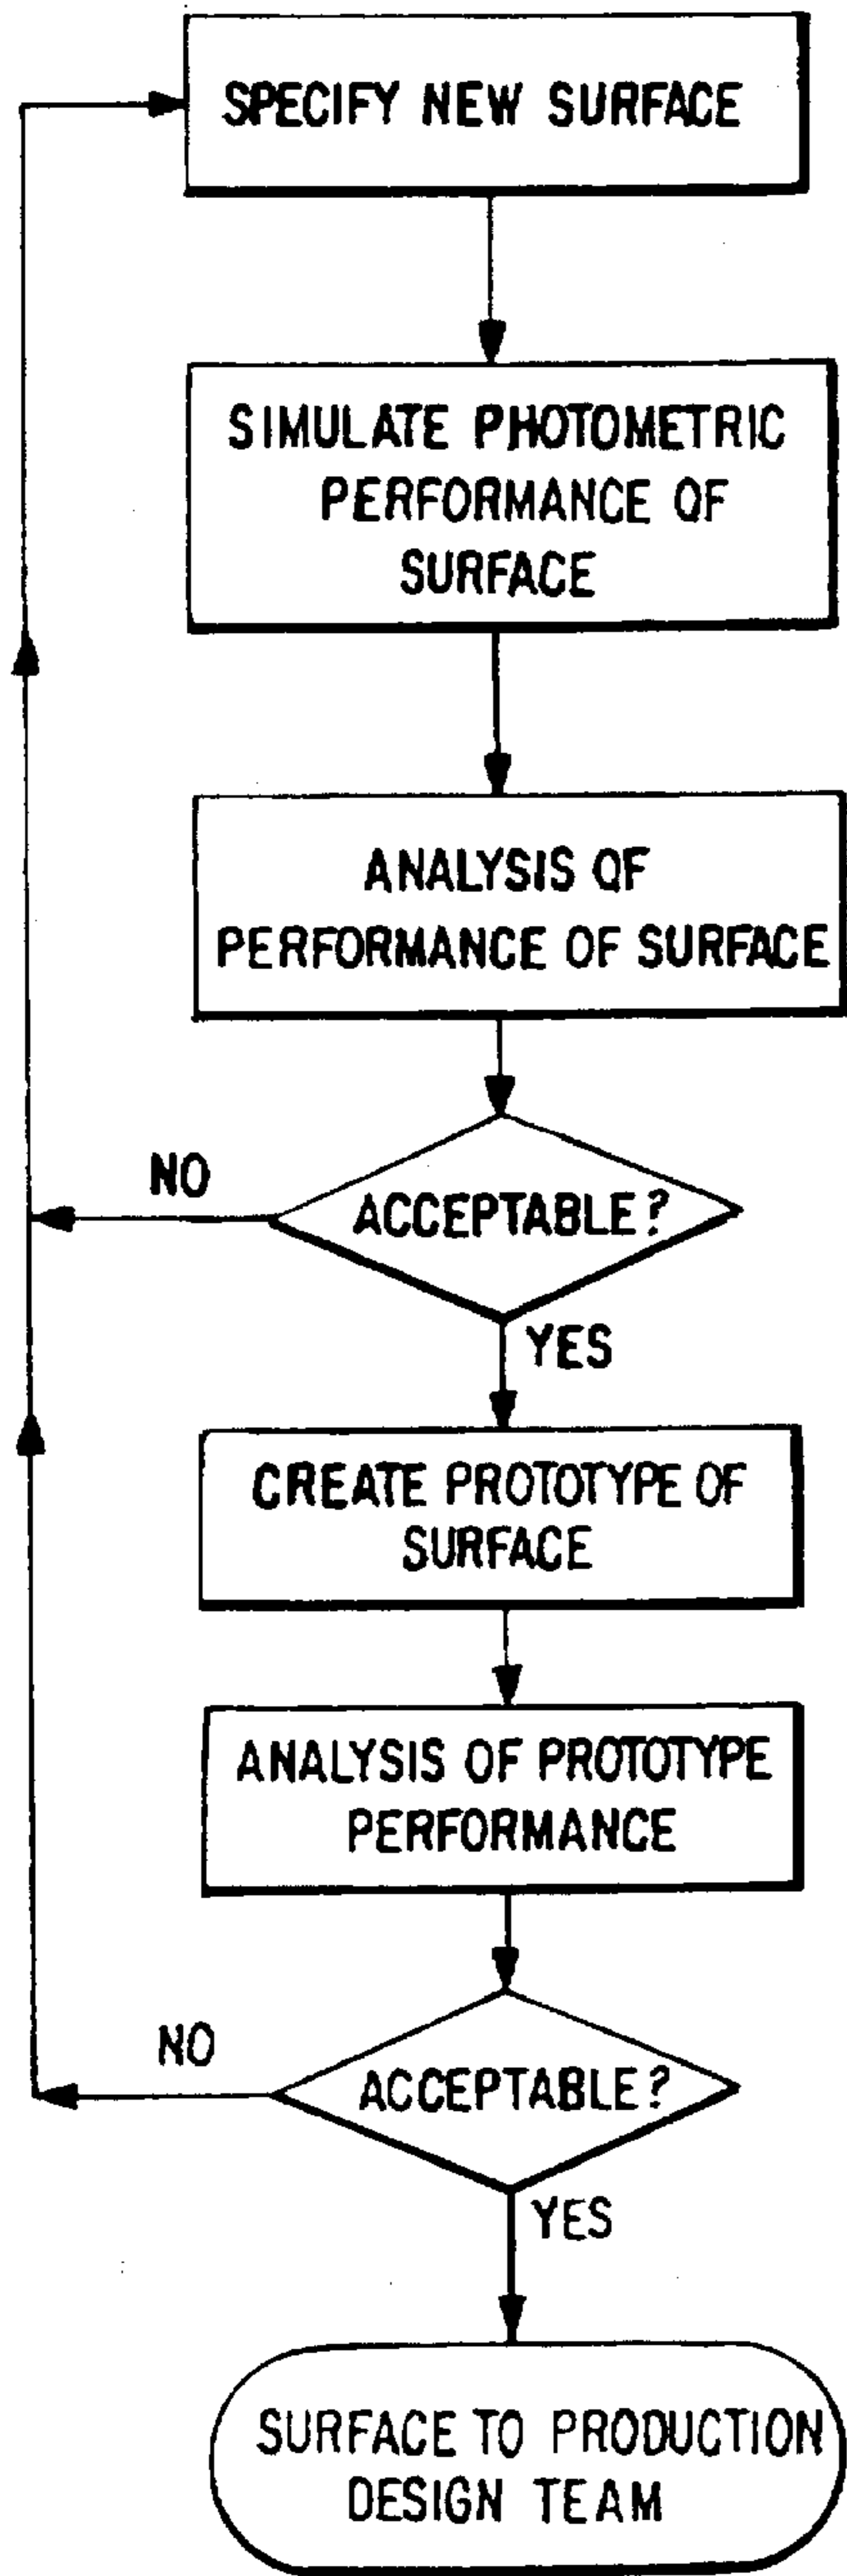 SPECIFY NEW SURFACE
SIMULATE PHOTOMETRIC
PERFORMANCE OF
SURFACE
ANALYSIS OF
PERFORMANCE OF SURFACE
NO
ACCEPTABLE?
YES
CREATE PROTOTYPE OF
SURFACE
ANALYSIS OF PROTOTYPE
PERFORMANCE
NO
ACCEPTABLE?
YES
SURFACE TO PRODUCTION
DESIGN TEAM